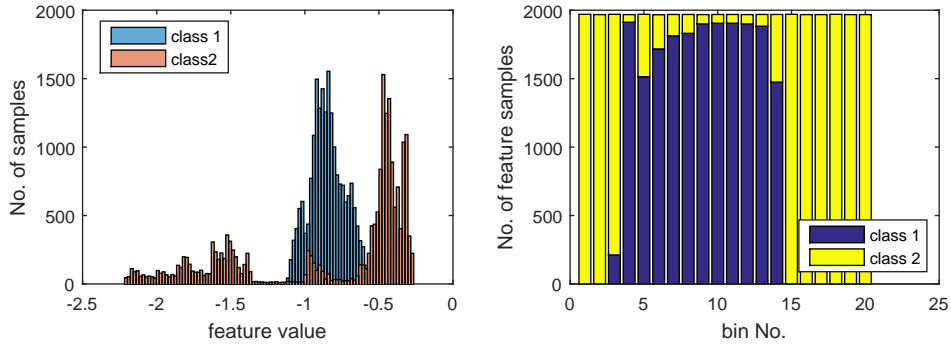 No. of samples
2000
1500
1000
500
0
-2.5
-2
-1.5
-1
-0.5
0
feature value
class 1
class2
No. of feature samples
2000
1500
1000
500
0
0
5
10
15
20
25
bin No.
class 1
class 2